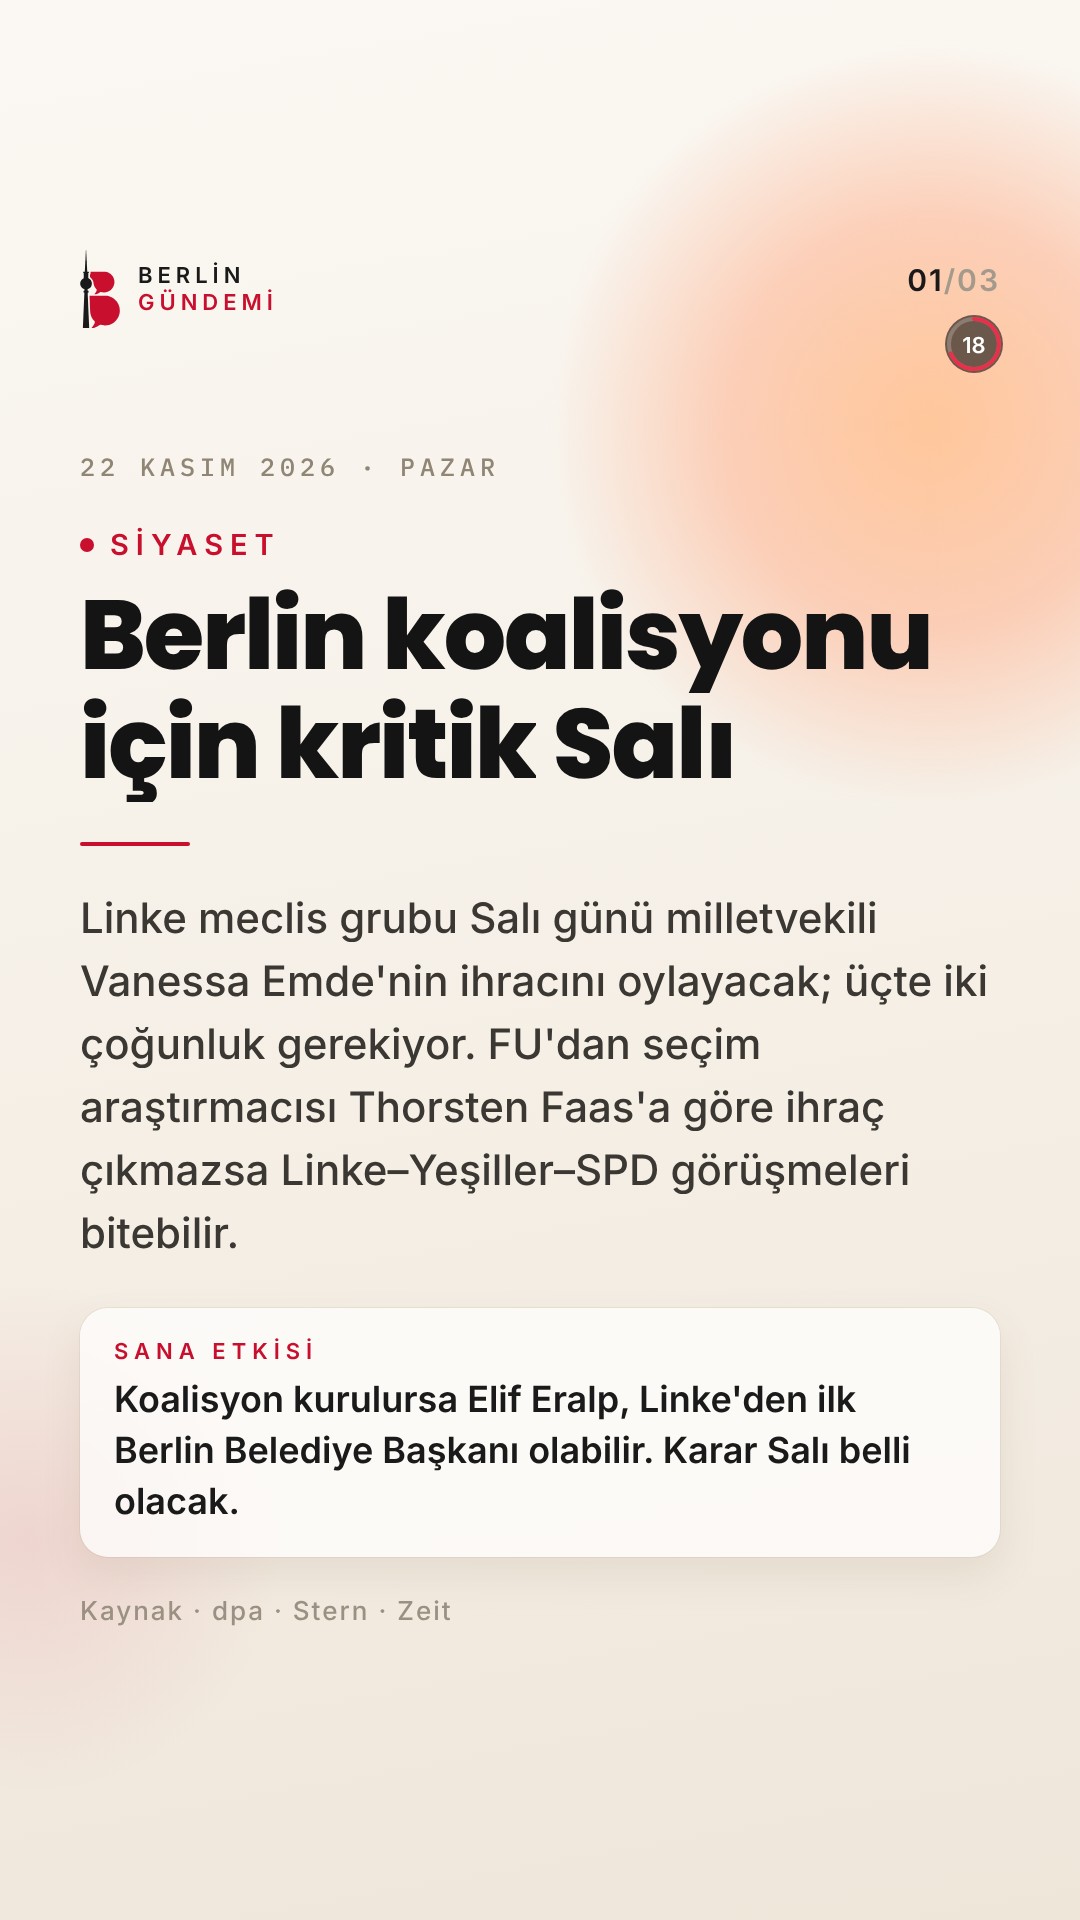 BERLİN
GÜNDEMİ
01/03
18
22 KASIM 2026 · PAZAR
SİYASET
Berlin koalisyonu
için kritik Salı
Linke meclis grubu Salı günü milletvekili
Vanessa Emde'nin ihracını oylayacak; üçte iki
çoğunluk gerekiyor. FU'dan seçim
araştırmacısı Thorsten Faas'a göre ihraç
çıkmazsa Linke–Yeşiller–SPD görüşmeleri
bitebilir.
SANA ETKİSİ
Koalisyon kurulursa Elif Eralp, Linke'den ilk
Berlin Belediye Başkanı olabilir. Karar Salı belli
olacak.
Kaynak · dpa · Stern · Zeit